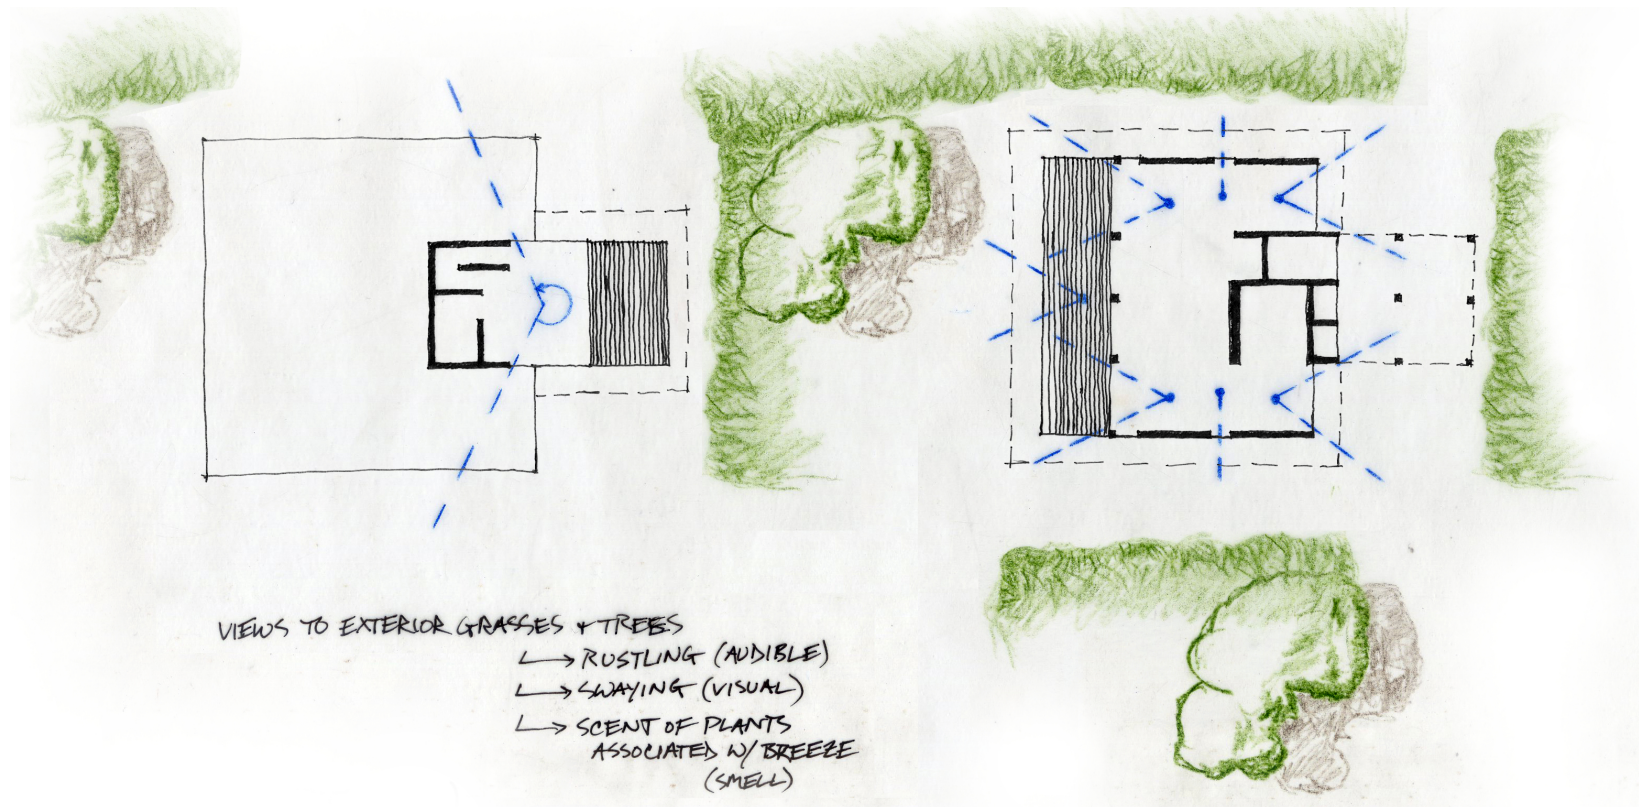 VIEWS TO EXTERIOR GRASSES + TREES
↳ RUSTLING (AUDIBLE)
↳ SWAYING (VISUAL)
↳ SCENT OF PLANTS
ASSOCIATED W/ BREEZE
(SMELL)